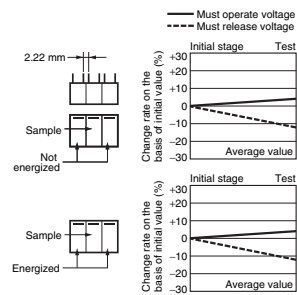 Must operate voltage
Must release voltage
2.22 mm
Sample
Not
energized
Initial stage Test
Change rate on the
basis of initial value (%)
+30
+20
+10
0
−10
−20
−30
Average value
Sample
Energized
Initial stage Test
Change rate on the
basis of initial value (%)
+30
+20
+10
0
−10
−20
−30
Average value